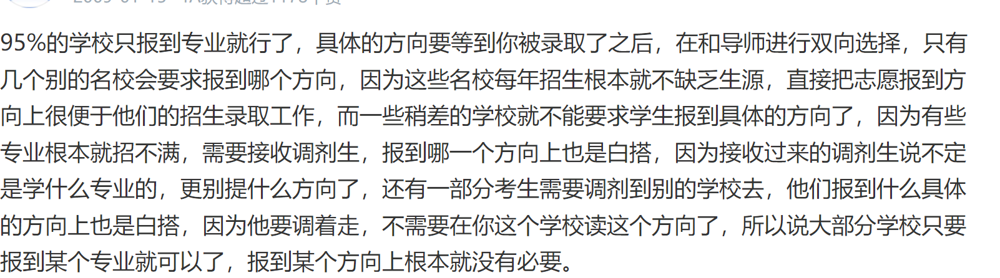 95%的学校只报到专业就行了，具体的方向要等到你被录取了之后，在和导师进行双向选择，只有
几个别的名校会要求报到哪个方向，因为这些名校每年招生根本就不缺乏生源，直接把志愿报到方
向上很便于他们的招生录取工作，而一些稍差的学校就不能要求学生报到具体的方向了，因为有些
专业根本就招不满，需要接收调剂生，报到哪一个方向上也是白搭，因为接收过来的调剂生说不定
是学什么专业的，更别提什么方向了，还有一部分考生需要调剂到别的学校去，他们报到什么具体
的方向上也是白搭，因为他要调着走，不需要在你这个学校读这个方向了，所以说大部分学校只要
报到某个专业就可以了，报到某个方向上根本就没有必要。